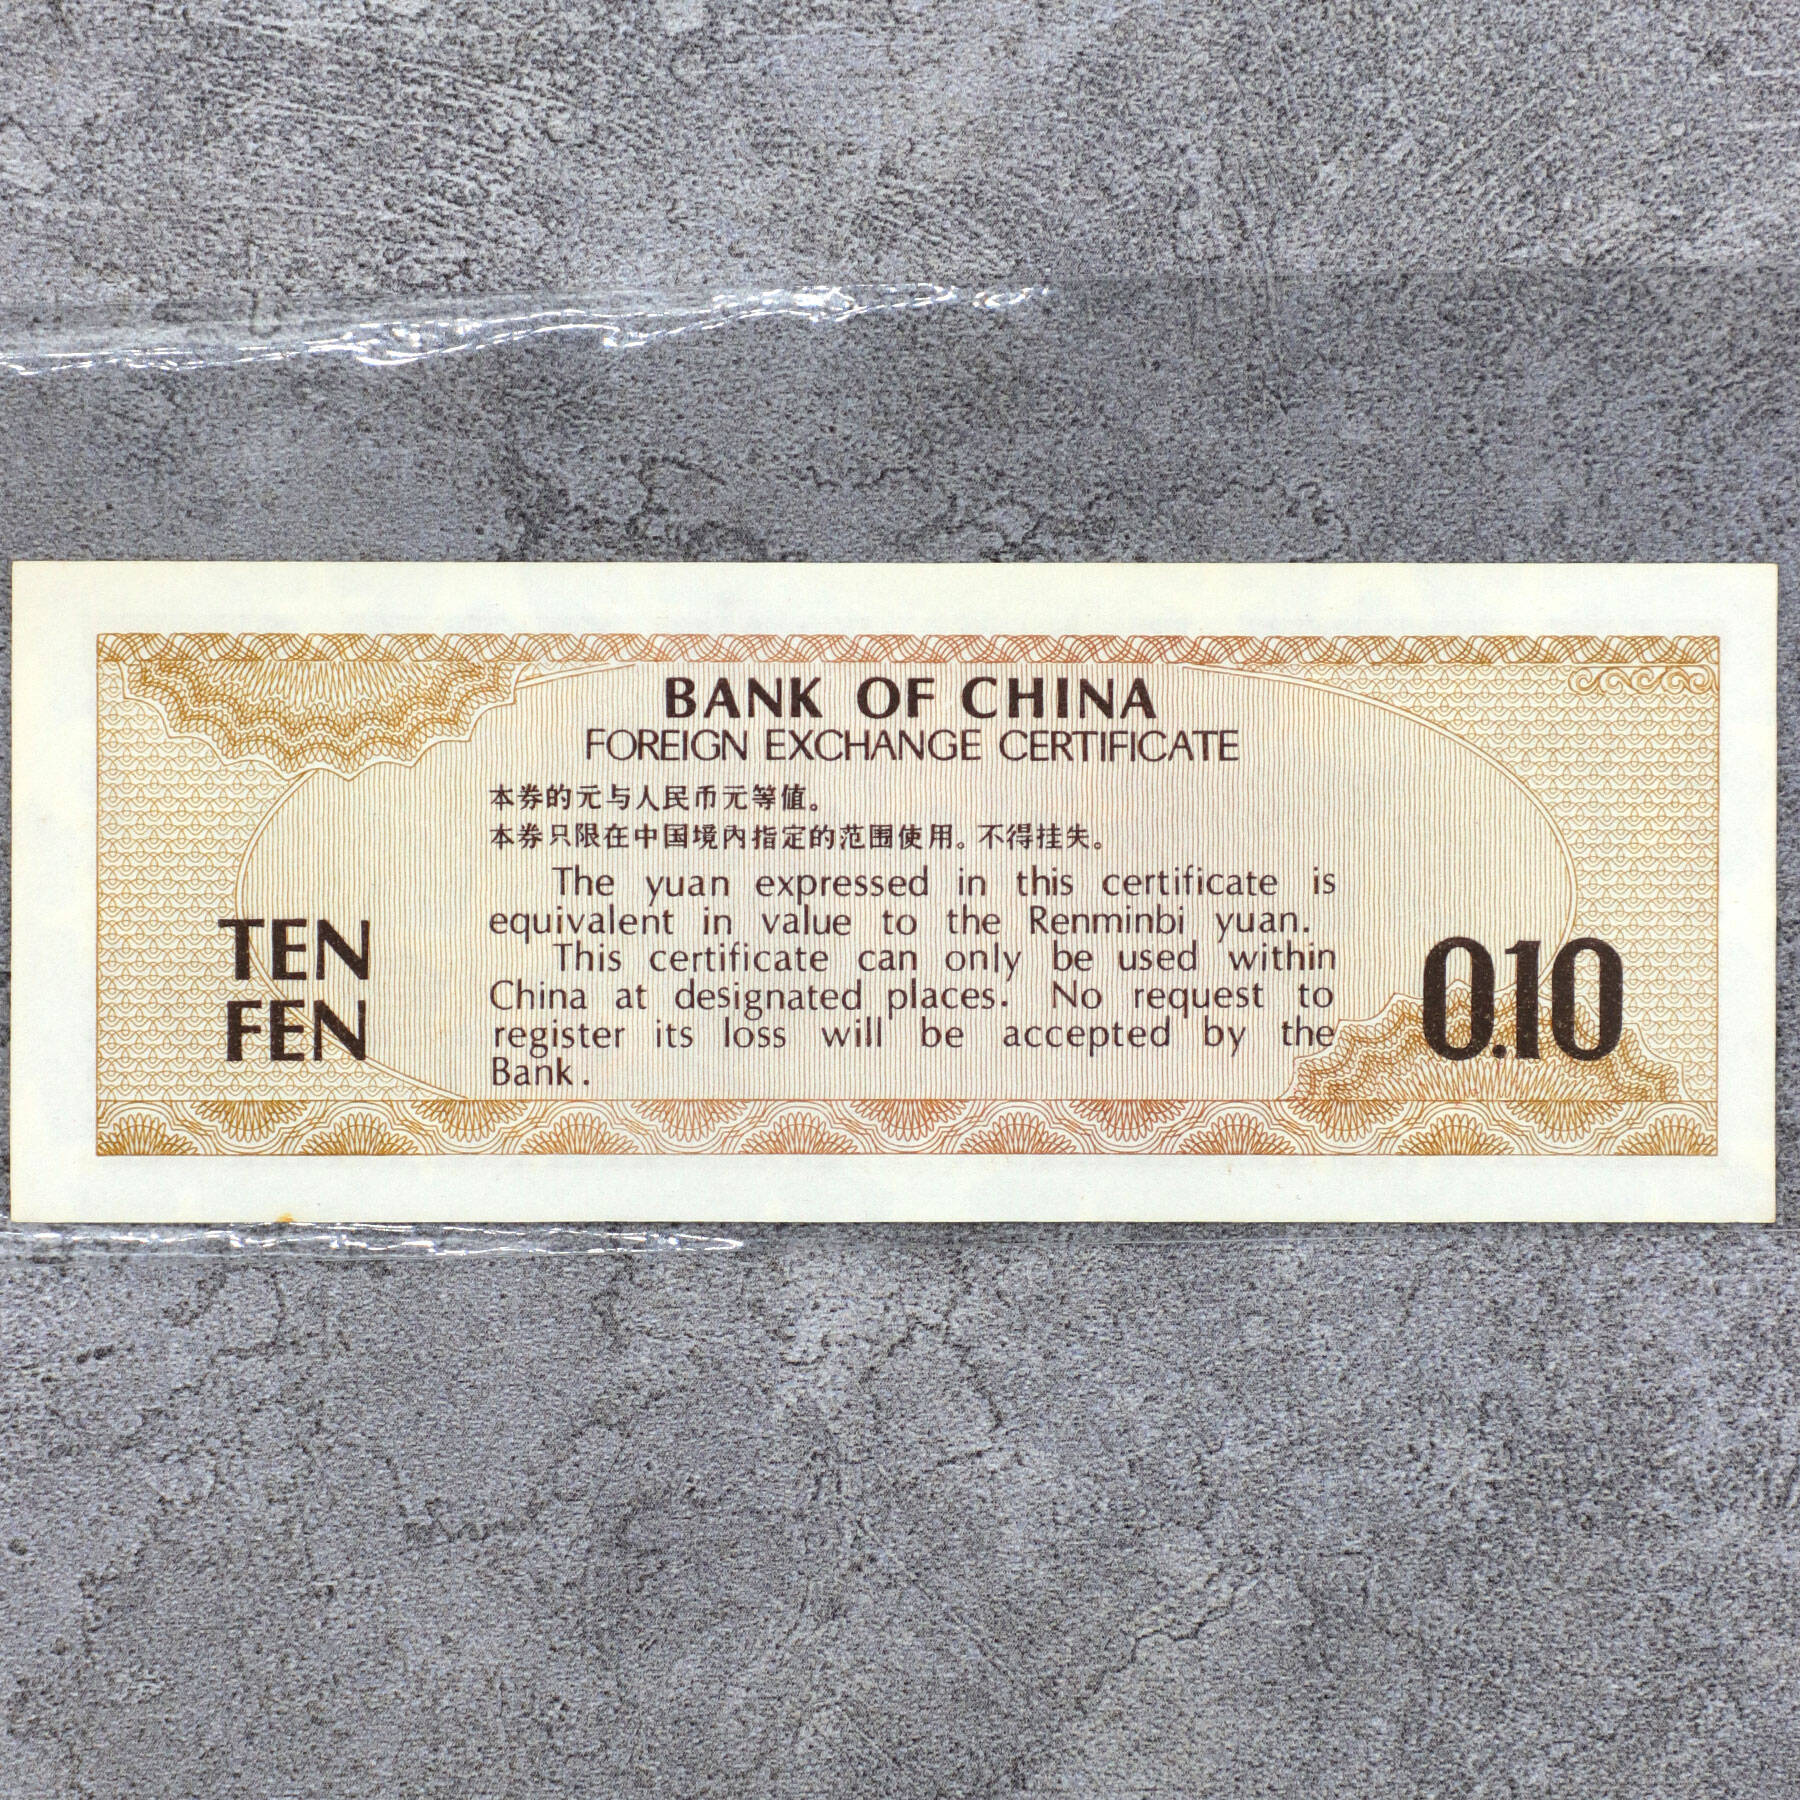 BANK OF CHINA
FOREIGN EXCHANGE CERTIFICATE
本券的元与人民币元等值。
本券只限在中国境内指定的范围使用。不得挂失。
The yuan expressed in this certificate is
equivalent in value to the Renminbi yuan.
This certificate can only be used within
China at designated places. No request to
register its loss will be accepted by the
Bank.
TEN
FEN
0.10